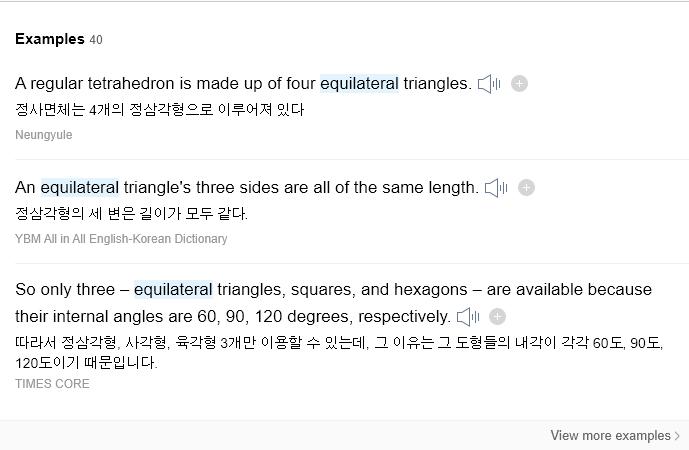 Examples 40
A regular tetrahedron is made up of four equilateral triangles.
정사면체는 4개의 정삼각형으로 이루어져 있다
Neungyule
An equilateral triangle's three sides are all of the same length.
정삼각형의 세 변은 길이가 모두 같다.
YBM All in All English-Korean Dictionary
So only three – equilateral triangles, squares, and hexagons – are available because
their internal angles are 60, 90, 120 degrees, respectively.
따라서 정삼각형, 사각형, 육각형 3개만 이용할 수 있는데, 그 이유는 그 도형들의 내각이 각각 60도, 90도,
120도이기 때문입니다.
TIMES CORE
View more examples